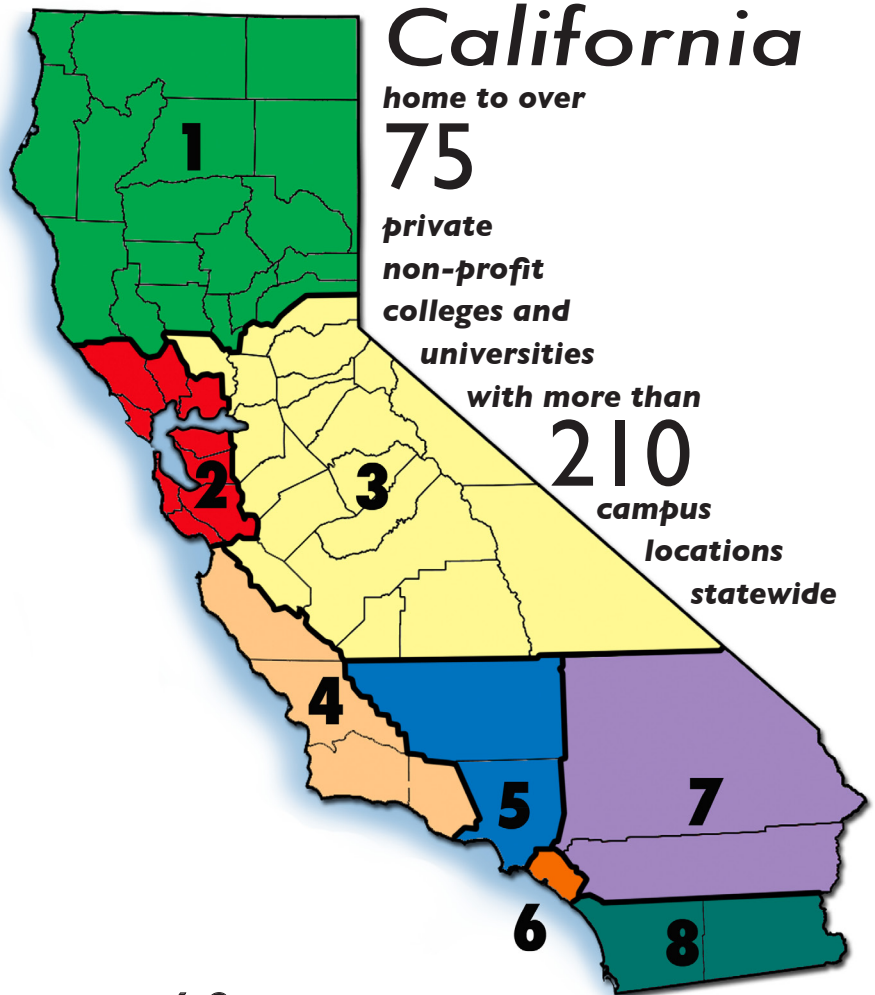 California
home to over
75
private
non-profit
colleges and
universities
with more than
210
campus
locations
statewide
1
2
3
4
5
7
6
8